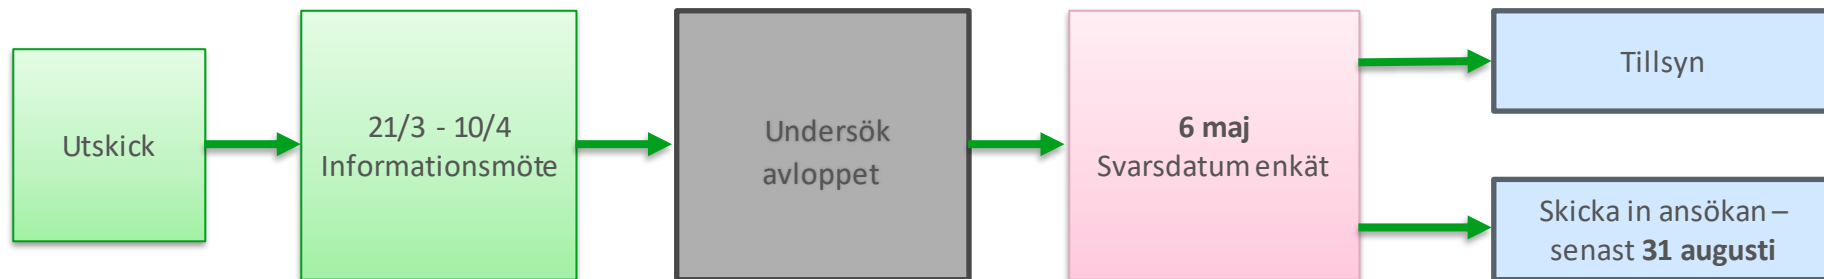 Utskick
21/3 - 10/4
Informationsmöte
Undersök
avloppet
6 maj
Svarsdatum enkät
Tillsyn
Skicka in ansökan –
senast 31 augusti